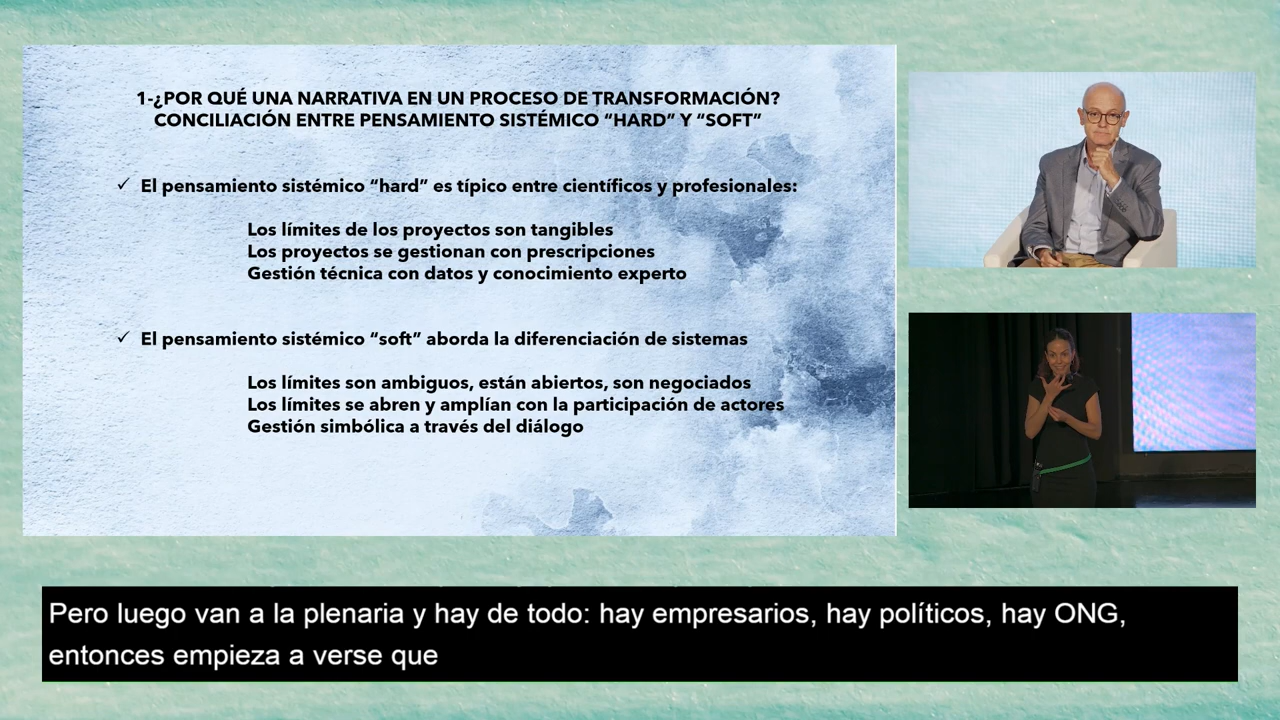 1-¿POR QUÉ UNA NARRATIVA EN UN PROCESO DE TRANSFORMACIÓN?
CONCILIACIÓN ENTRE PENSAMIENTO SISTÉMICO “HARD” Y “SOFT”
✓ El pensamiento sistémico “hard” es típico entre científicos y profesionales:
Los límites de los proyectos son tangibles
Los proyectos se gestionan con prescripciones
Gestión técnica con datos y conocimiento experto
✓ El pensamiento sistémico “soft” aborda la diferenciación de sistemas
Los límites son ambiguos, están abiertos, son negociados
Los límites se abren y amplían con la participación de actores
Gestión simbólica a través del diálogo
Pero luego van a la plenaria y hay de todo: hay empresarios, hay políticos, hay ONG,
entonces empieza a verse que